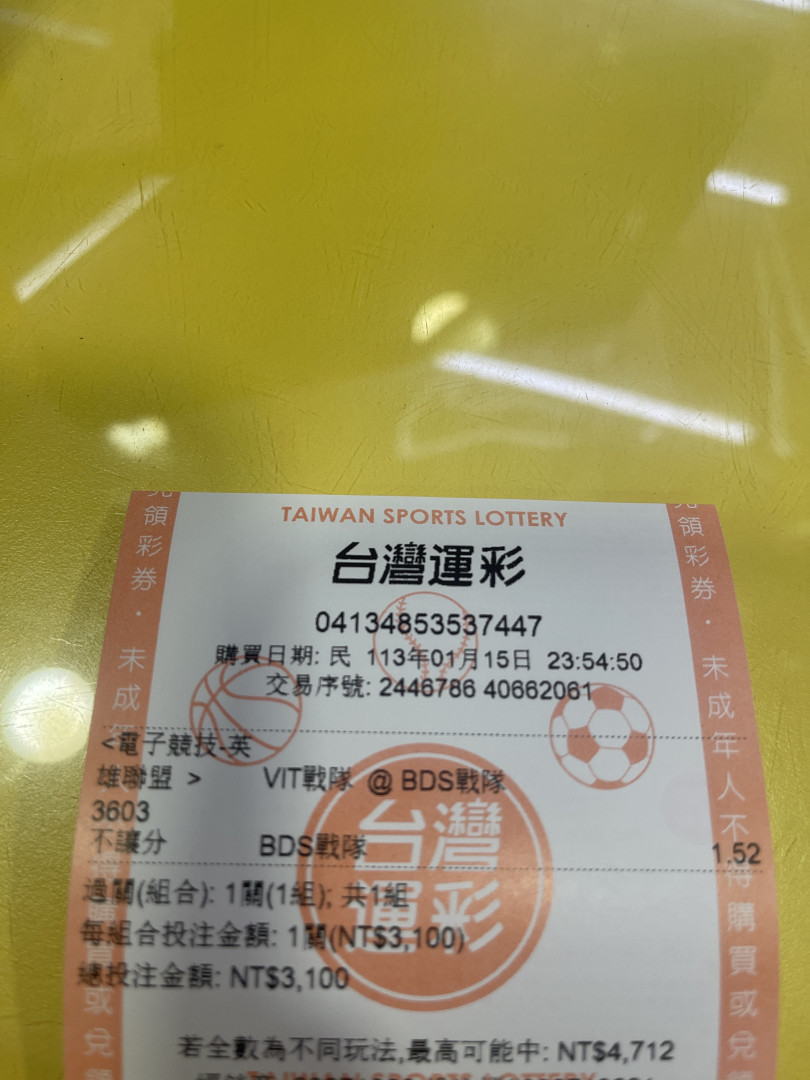 TAIWAN SPORTS LOTTERY
台灣運彩
04134853537447
購買日期: 民 113年01月15日 23:54:50
交易序號: 2446786 40662061
<電子競技-英
雄聯盟 > VIT戰隊 @ BDS戰隊
3603
不讓分 BDS戰隊 1.52
過關(組合): 1關(1組); 共1組
每組合投注金額: 1關(NT$3,100)
總投注金額: NT$3,100
若全數為不同玩法,最高可能中: NT$4,712
台灣
運彩
領彩券・未成年
買或兌
領彩券・未成年人不得購買或兌